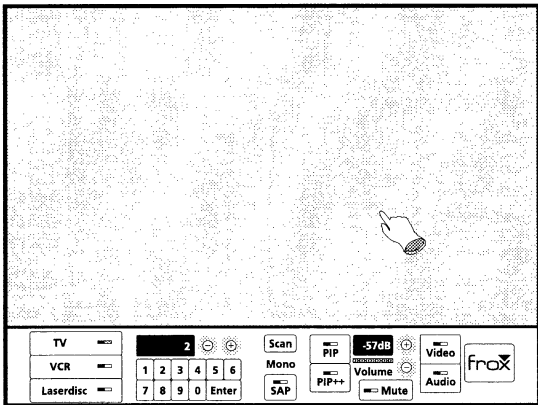 TV
VCR
Laserdisc
2
1 2 3 4 5 6
7 8 9 0 Enter
Scan
Mono
SAP
PIP
PIP++
-57dB
Volume
Mute
Video
Audio
frox